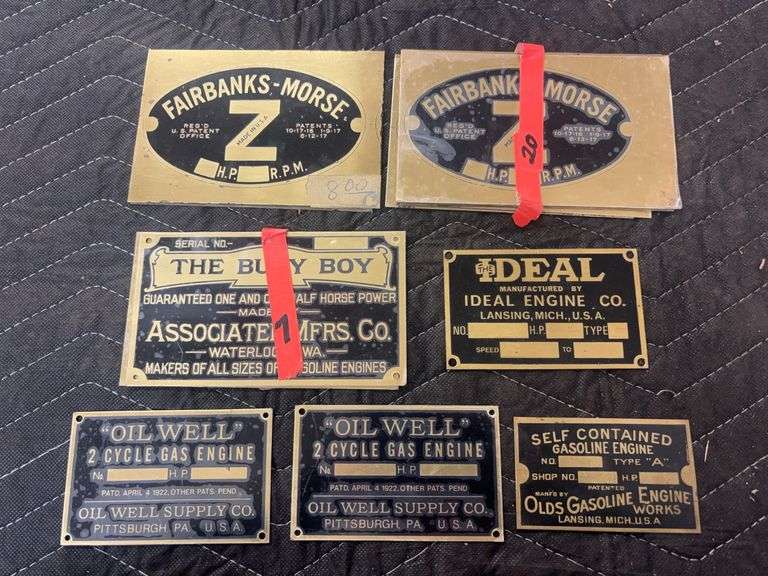 FAIRBANKS-MORSE
Z
MADE IN U.S.A
REG'D
U.S. PATENT
OFFICE
PATENTS
10-17-16 1-9-17
6-12-17
H.P. R.P.M.
8.00
FAIRBANKS-MORSE
Z
REG'D
U.S. PATENT
OFFICE
PATENTS
10-17-16 1-9-17
6-12-17
H.P. R.P.M.
20
SERIAL NO.-
THE BU Y BOY
GUARANTEED ONE AND O ALF HORSE POWER
MADE
ASSOCIATE MFRS. CO.
WATERLO WA.
MAKERS OF ALL SIZES OF SOLINE ENGINES
7
THE IDEAL
MANUFACTURED BY
IDEAL ENGINE CO.
LANSING, MICH., U.S.A.
NO. H.P. TYPE
SPEED TO
"OIL WELL"
2 CYCLE GAS ENGINE
No H.P.
PATD. APRIL 4 1922, OTHER PATS. PEND.
OIL WELL SUPPLY CO.
PITTSBURGH, PA. U.S.A.
"OIL WELL"
2 CYCLE GAS ENGINE
No H.P.
PATD. APRIL 4 1922, OTHER PATS. PEND.
OIL WELL SUPPLY CO.
PITTSBURGH, PA. U.S.A.
SELF CONTAINED
GASOLINE ENGINE
NO. TYPE "A"
SHOP NO. H.P.
PATENTED
MANF'D BY OLDS GASOLINE ENGINE
WORKS
LANSING, MICH. U.S.A